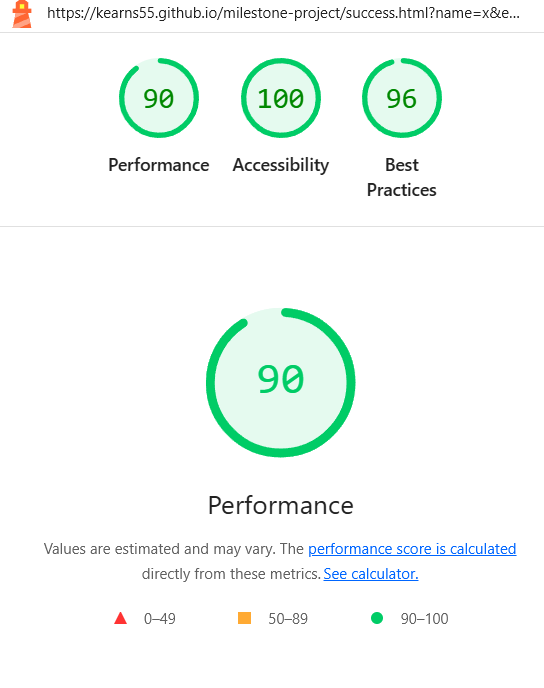 https://kearns55.github.io/milestone-project/success.html?name=x&e...
90 100 96
Performance Accessibility Best
Practices
90
Performance
Values are estimated and may vary. The performance score is calculated
directly from these metrics. See calculator.
0–49 50–89 90–100